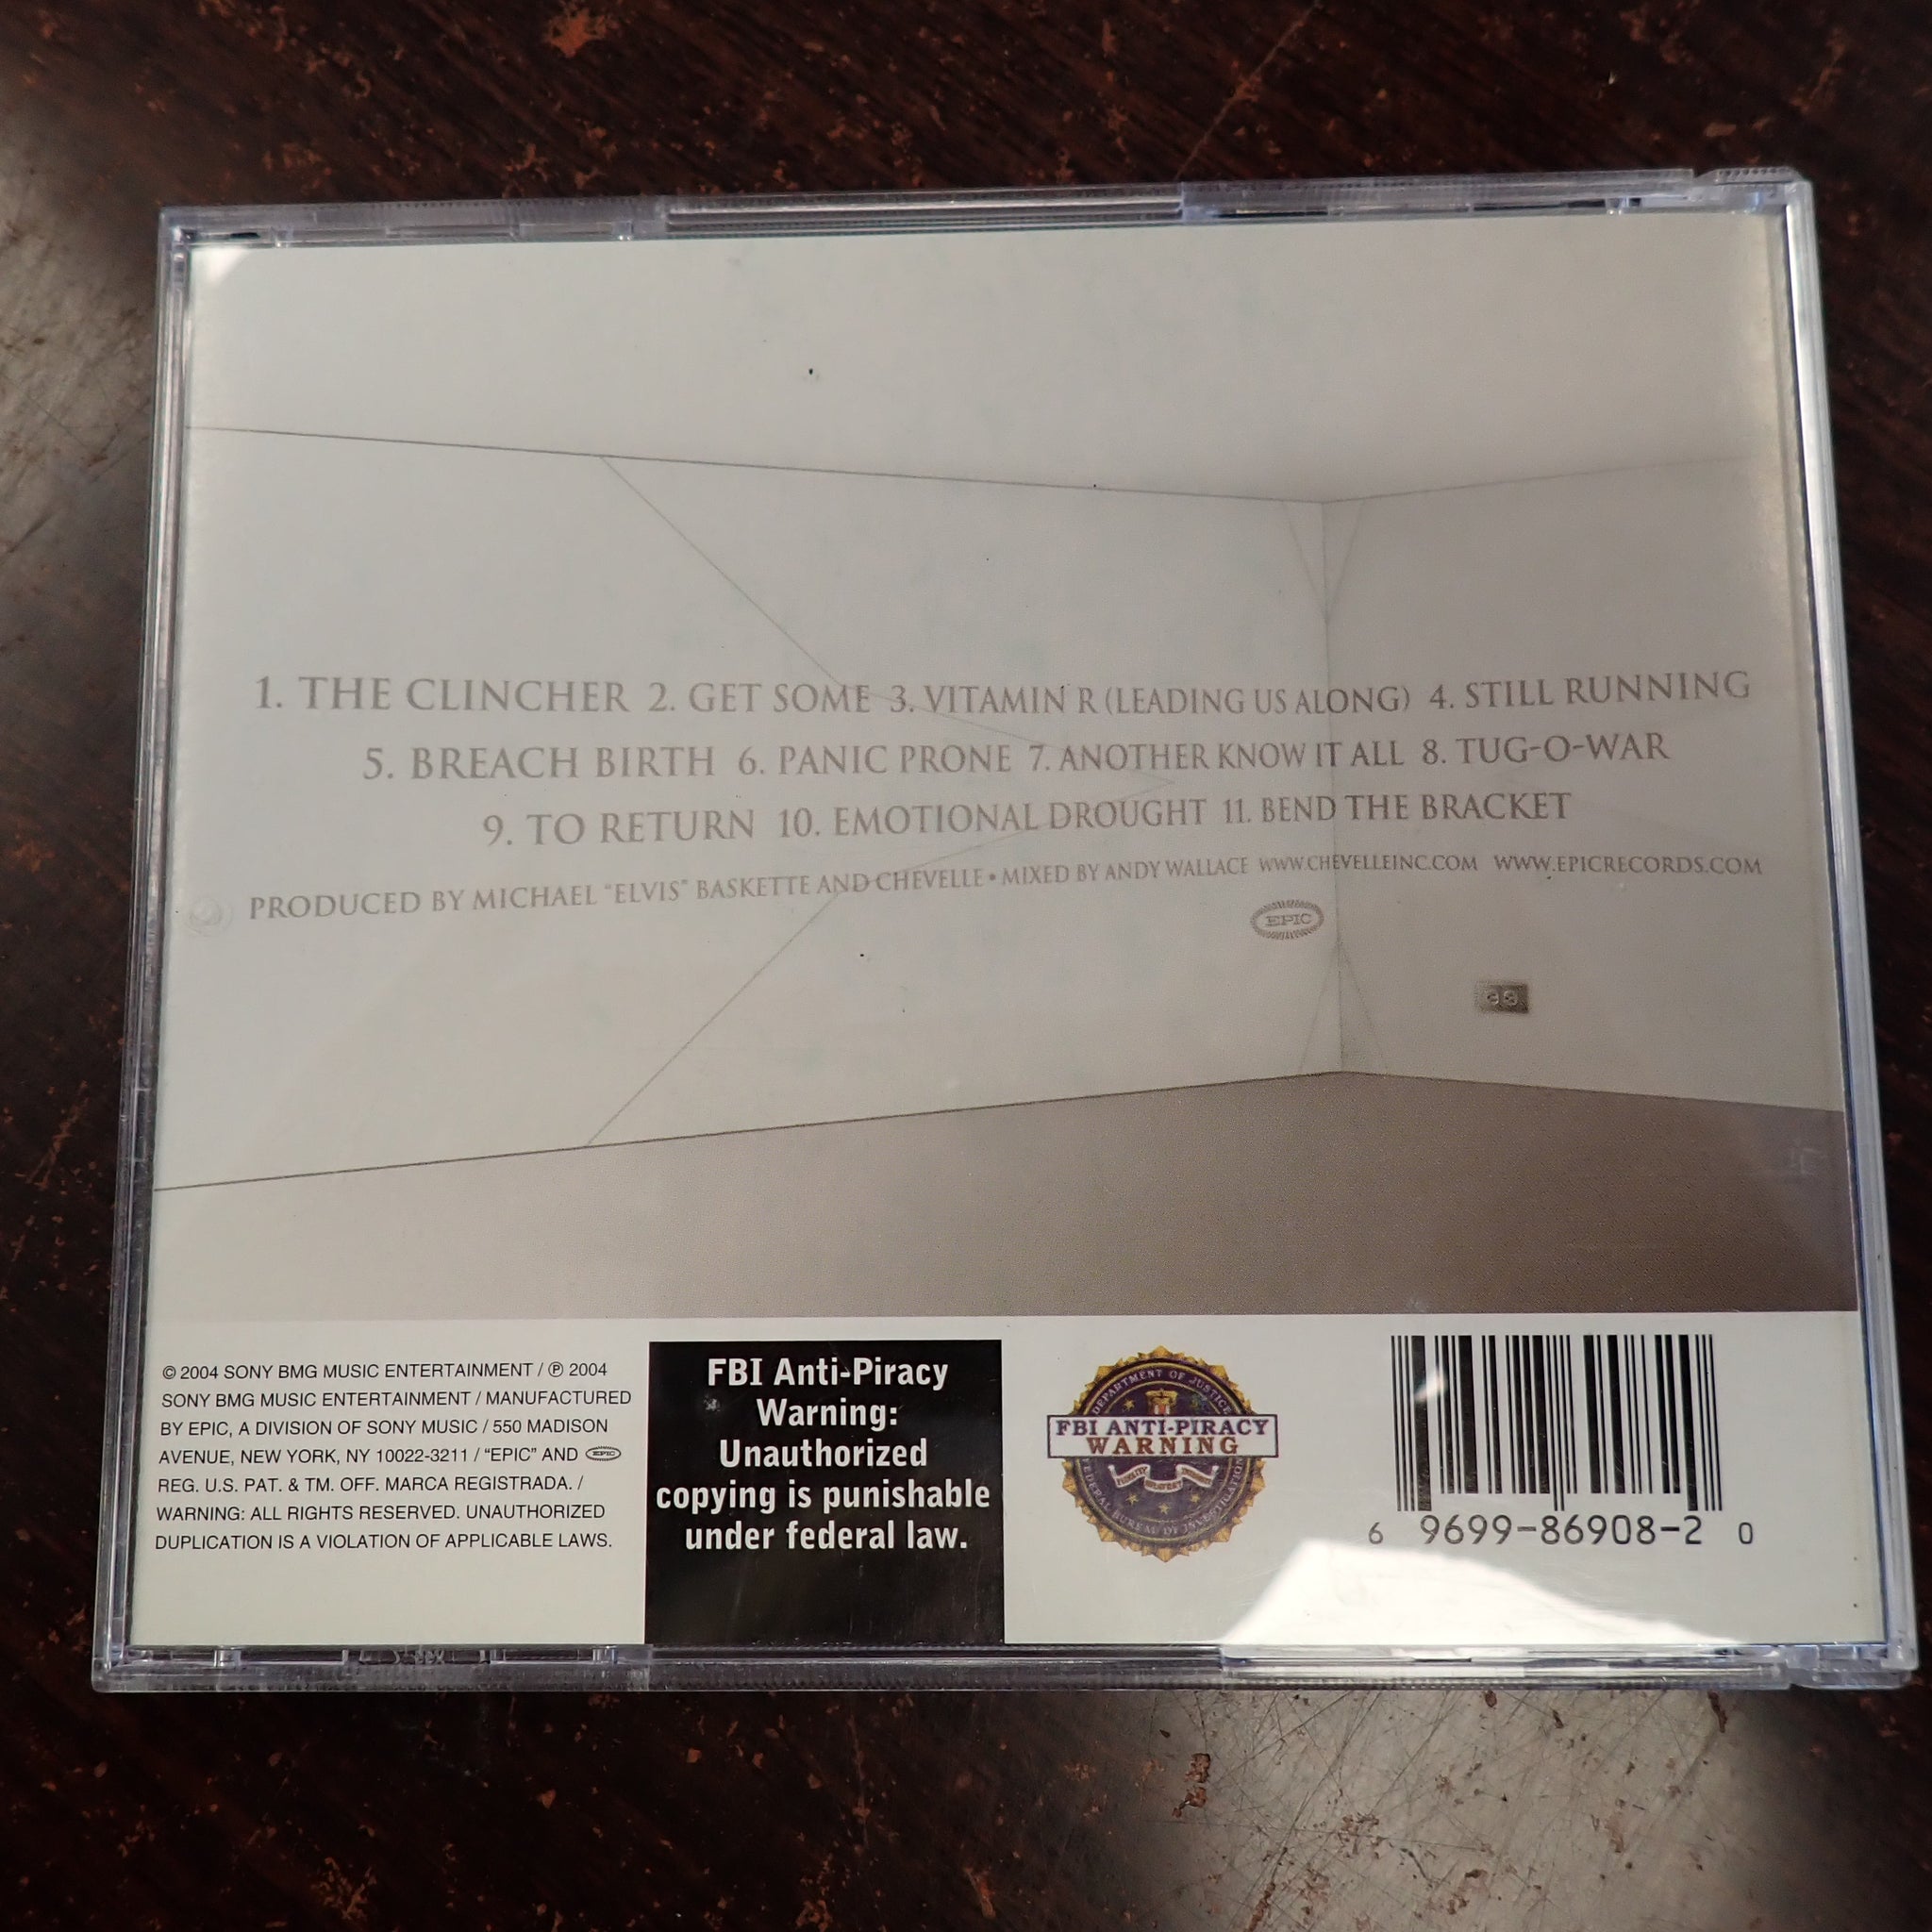 1. THE CLINCHER 2. GET SOME 3. VITAMIN R (LEADING US ALONG) 4. STILL RUNNING
5. BREACH BIRTH 6. PANIC PRONE 7. ANOTHER KNOW IT ALL 8. TUG-O-WAR
9. TO RETURN 10. EMOTIONAL DROUGHT 11. BEND THE BRACKET
PRODUCED BY MICHAEL "ELVIS" BASKETTE AND CHEVELLE • MIXED BY ANDY WALLACE WWW.CHEVELLEINC.COM WWW.EPICRECORDS.COM
EPIC
© 2004 SONY BMG MUSIC ENTERTAINMENT / ℗ 2004
SONY BMG MUSIC ENTERTAINMENT / MANUFACTURED
BY EPIC, A DIVISION OF SONY MUSIC / 550 MADISON
AVENUE, NEW YORK, NY 10022-3211 / "EPIC" AND EPIC
REG. U.S. PAT. & TM. OFF. MARCA REGISTRADA. /
WARNING: ALL RIGHTS RESERVED. UNAUTHORIZED
DUPLICATION IS A VIOLATION OF APPLICABLE LAWS.
FBI Anti-Piracy
Warning:
Unauthorized
copying is punishable
under federal law.
DEPARTMENT OF JUSTICE
FBI ANTI-PIRACY
WARNING
FEDERAL BUREAU OF INVESTIGATION
6 9699-86908-2 0